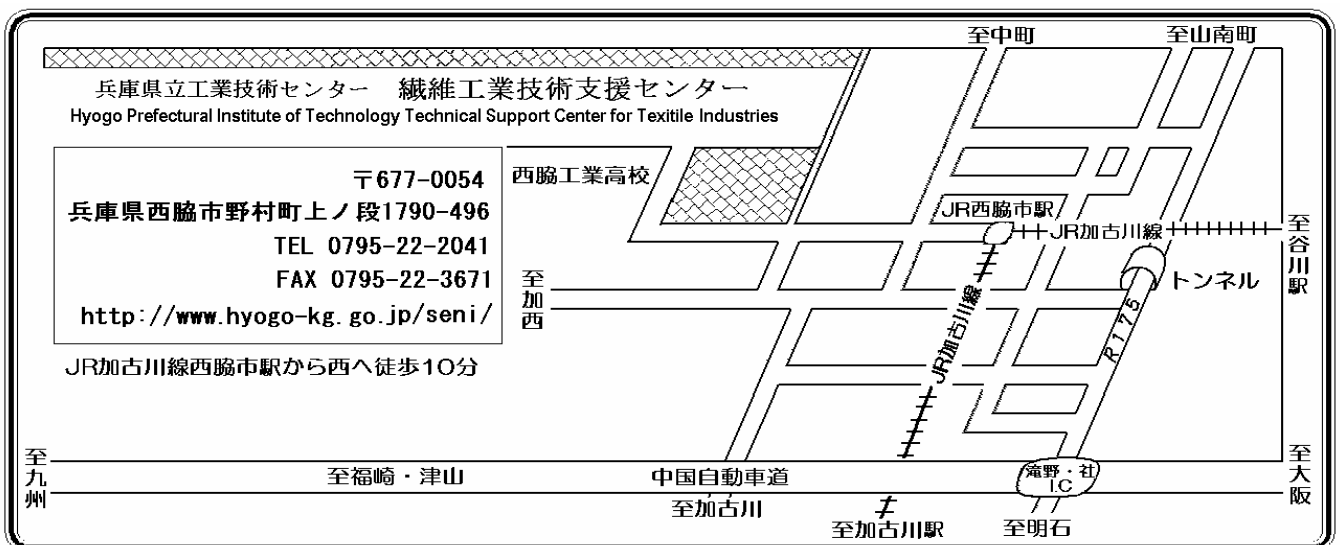 至中町
至山南町
兵庫県立工業技術センター 繊維工業技術支援センター
Hyogo Prefectural Institute of Technology Technical Support Center for Texitile Industries
〒677-0054
兵庫県西脇市野村町上ノ段1790-496
TEL 0795-22-2041
FAX 0795-22-3671
http://www.hyogo-kg.go.jp/seni/
JR加古川線西脇市駅から西へ徒歩10分
西脇工業高校
JR西脇市駅
JR加古川線
至谷川駅
トンネル
至加西
JR加古川線
R175
至九州
至福崎・津山
中国自動車道
滝野・社
I.C
至大阪
至加古川
至加古川駅
至明石